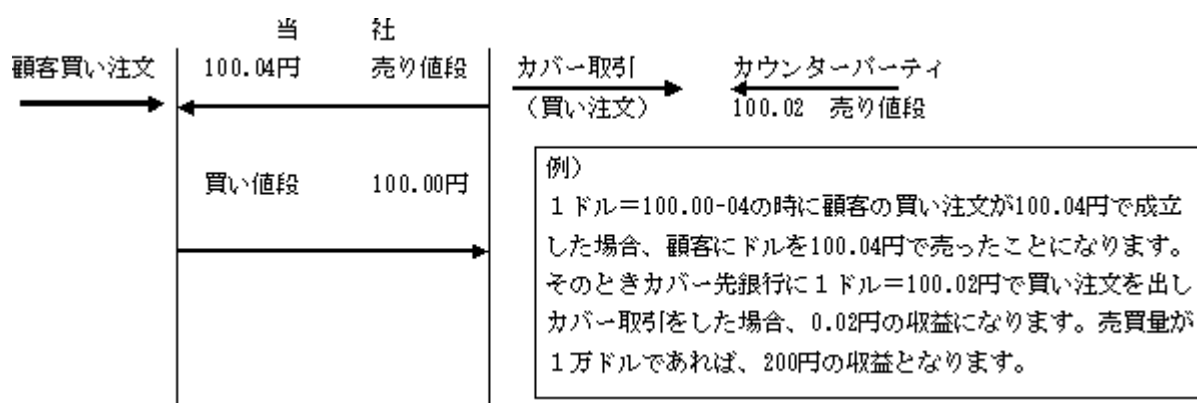 当　社
顧客買い注文
100.04円　売り値段
カバー取引
カウンターパーティ
（買い注文）
100.02　売り値段
買い値段　100.00円
例）
１ドル＝100.00-04の時に顧客の買い注文が100.04円で成立
した場合、顧客にドルを100.04円で売ったことになります。
そのときカバー先銀行に１ドル＝100.02円で買い注文を出し
カバー取引をした場合、0.02円の収益になります。売買量が
１万ドルであれば、200円の収益となります。